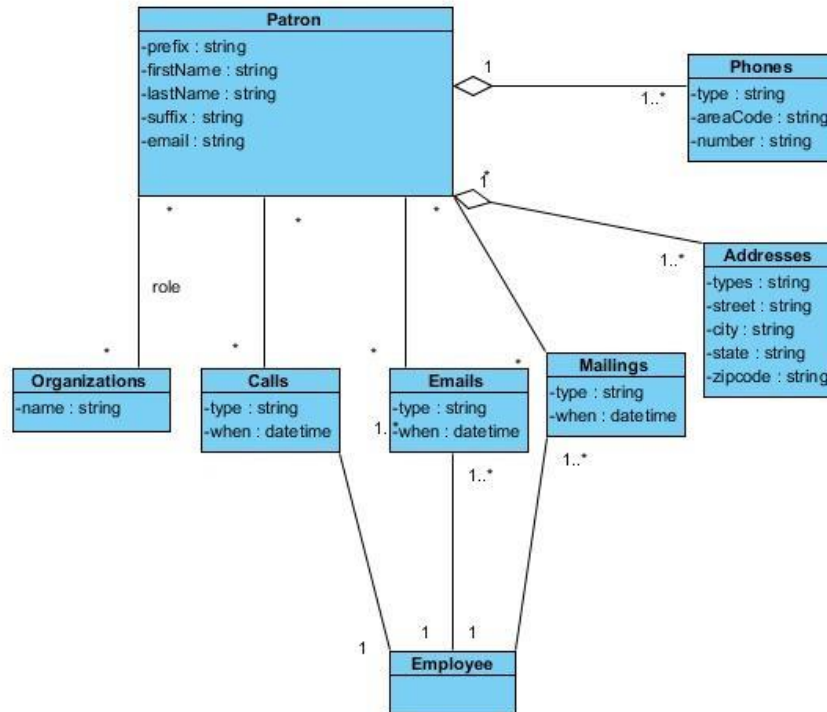 Patron
-prefix : string
-firstName : string
-lastName : string
-suffix : string
-email : string
1
1..*
Phones
-type : string
-areaCode : string
-number : string
1
*
1..*
Addresses
-types : string
-street : string
-city : string
-state : string
-zipcode : string
*
*
*
role
*
*
*
*
Organizations
-name : string
Calls
-type : string
-when : datetime
Emails
-type : string
-when : datetime
Mailings
-type : string
-when : datetime
1..*
1..*
1..*
1
1
1
Employee